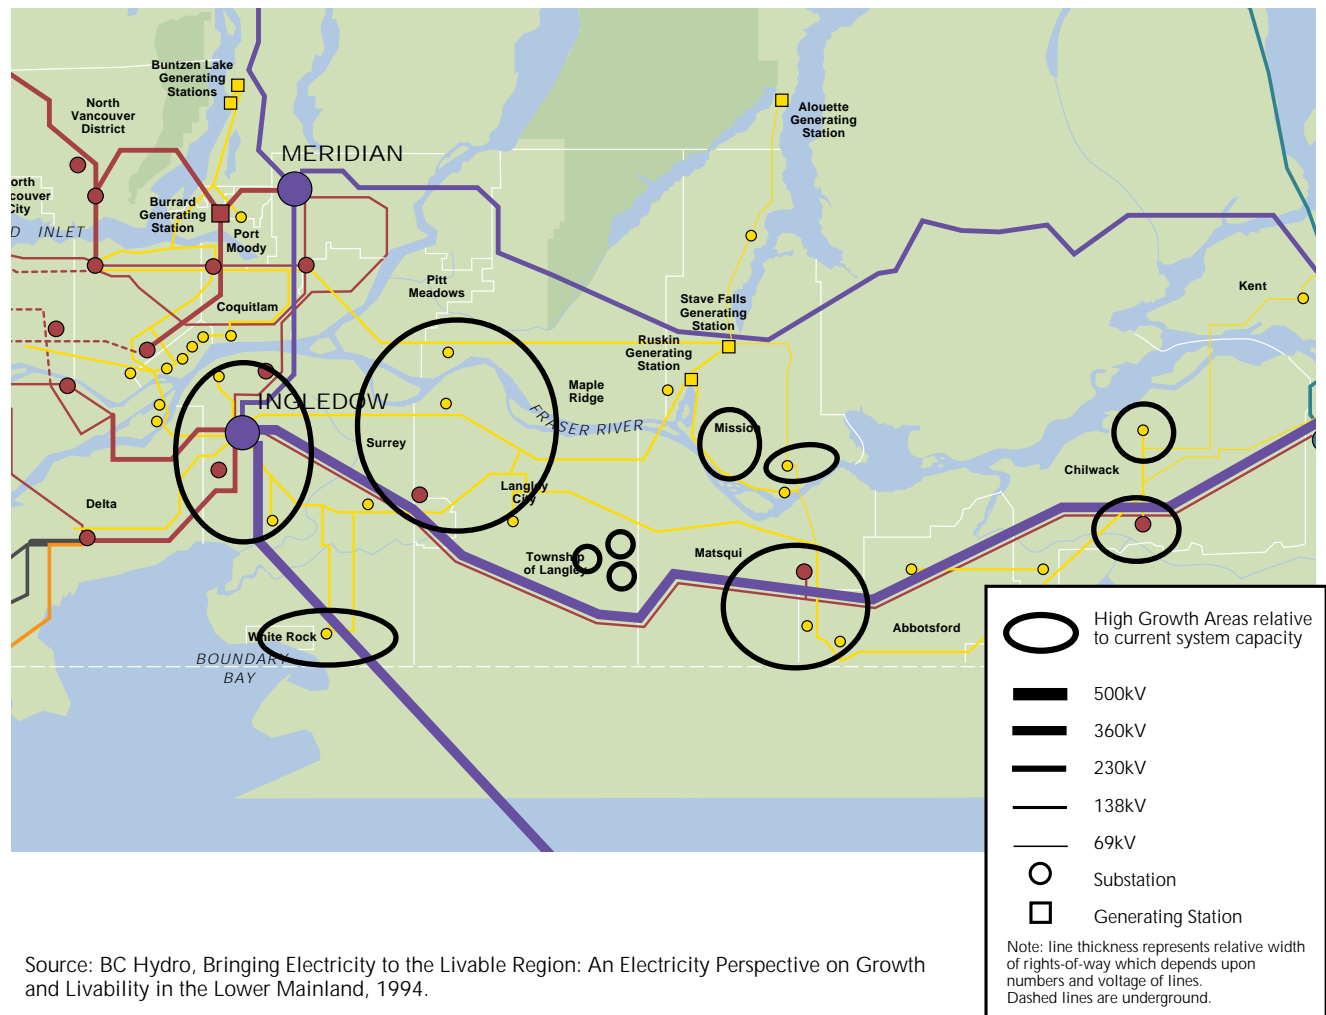 Buntzen Lake
Generating
Stations
North
Vancouver
District
Alouette
Generating
Station
MERIDIAN
orth
couver
City
Burrard
Generating
Station
D INLET
Port
Moody
Pitt
Meadows
Kent
Stave Falls
Generating
Station
Coquitlam
Ruskin
Generating
Station
Maple
Ridge
INGLEDOW
FRASER RIVER
Mission
Surrey
Chilwack
Langley
City
Delta
Township
of Langley
Matsqui
White Rock
Abbotsford
BOUNDARY
BAY
High Growth Areas relative
to current system capacity
500kV
360kV
230kV
138kV
69kV
Substation
Generating Station
Note: line thickness represents relative width
of rights-of-way which depends upon
numbers and voltage of lines.
Dashed lines are underground.
Source: BC Hydro, Bringing Electricity to the Livable Region: An Electricity Perspective on Growth
and Livability in the Lower Mainland, 1994.